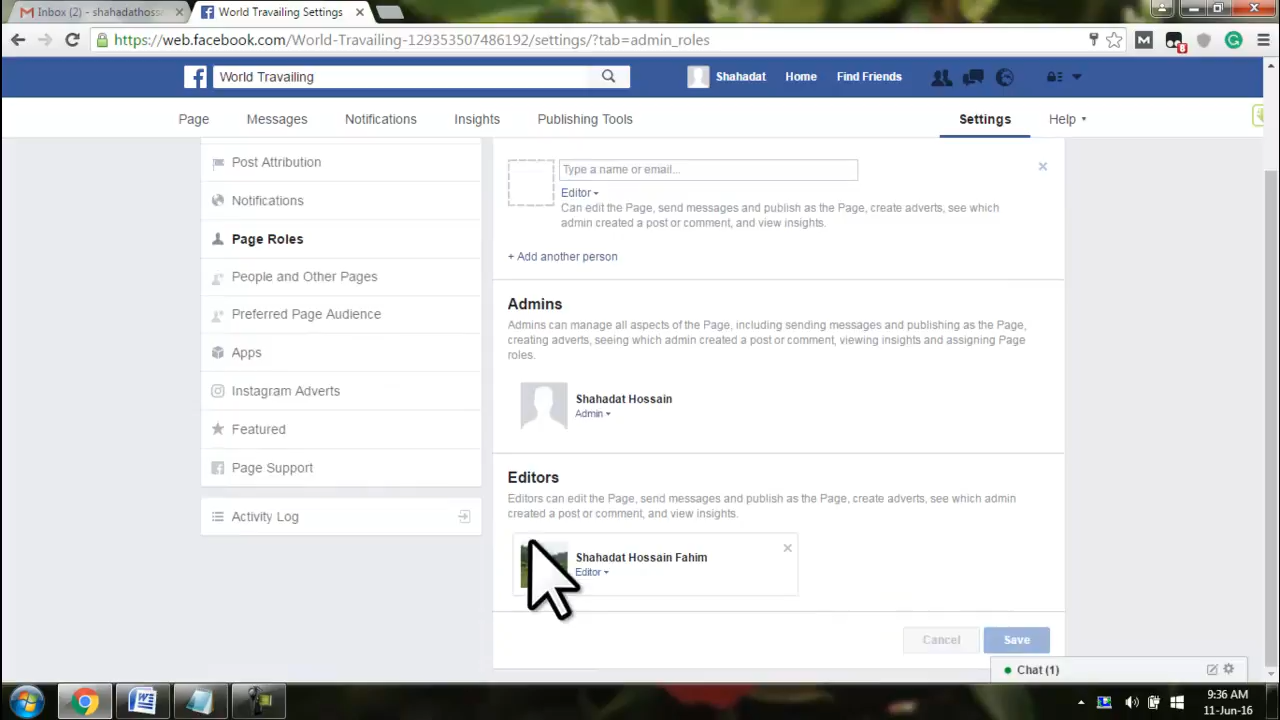 Inbox (2) - shahadathoss
World Travailing Settings
https://web.facebook.com/World-Travailing-129353507486192/settings/?tab=admin_roles
World Travailing
Shahadat
Home
Find Friends
Page
Messages
Notifications
Insights
Publishing Tools
Settings
Help
Post Attribution
Notifications
Page Roles
People and Other Pages
Preferred Page Audience
Apps
Instagram Adverts
Featured
Page Support
Activity Log
Type a name or email...
Editor
Can edit the Page, send messages and publish as the Page, create adverts, see which
admin created a post or comment, and view insights.
+ Add another person
Admins
Admins can manage all aspects of the Page, including sending messages and publishing as the Page,
creating adverts, seeing which admin created a post or comment, viewing insights and assigning Page
roles.
Shahadat Hossain
Admin
Editors
Editors can edit the Page, send messages and publish as the Page, create adverts, see which admin
created a post or comment, and view insights.
Shahadat Hossain Fahim
Editor
Cancel
Save
Chat (1)
9:36 AM
11-Jun-16